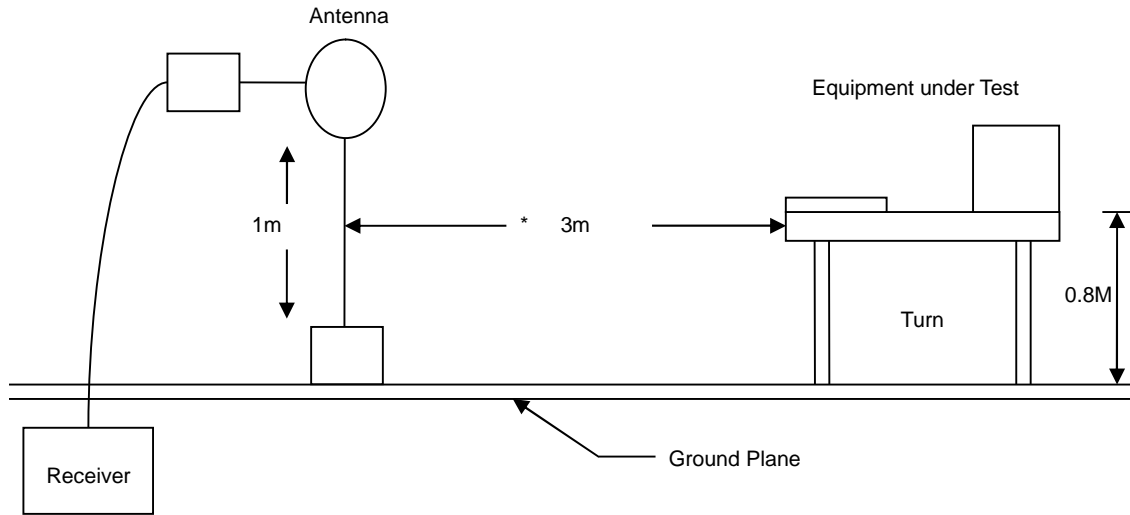 Antenna
Equipment under Test
1m
* 3m
0.8M
Turn
Ground Plane
Receiver